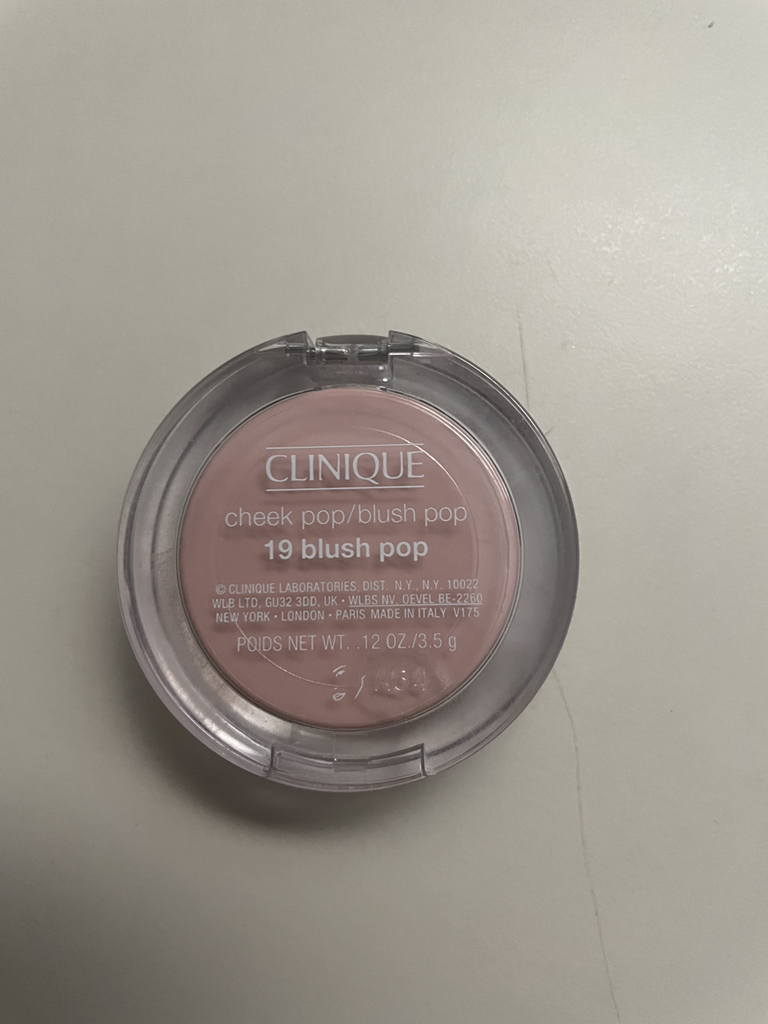 CLINIQUE
cheek pop/blush pop
19 blush pop
© CLINIQUE LABORATORIES, DIST. N.Y., N.Y. 10022
WLB LTD, GU32 3DD, UK • WLBS NV. OEVEL BE-2260
NEW YORK • LONDON • PARIS MADE IN ITALY V175
POIDS NET WT. .12 OZ./3.5 g